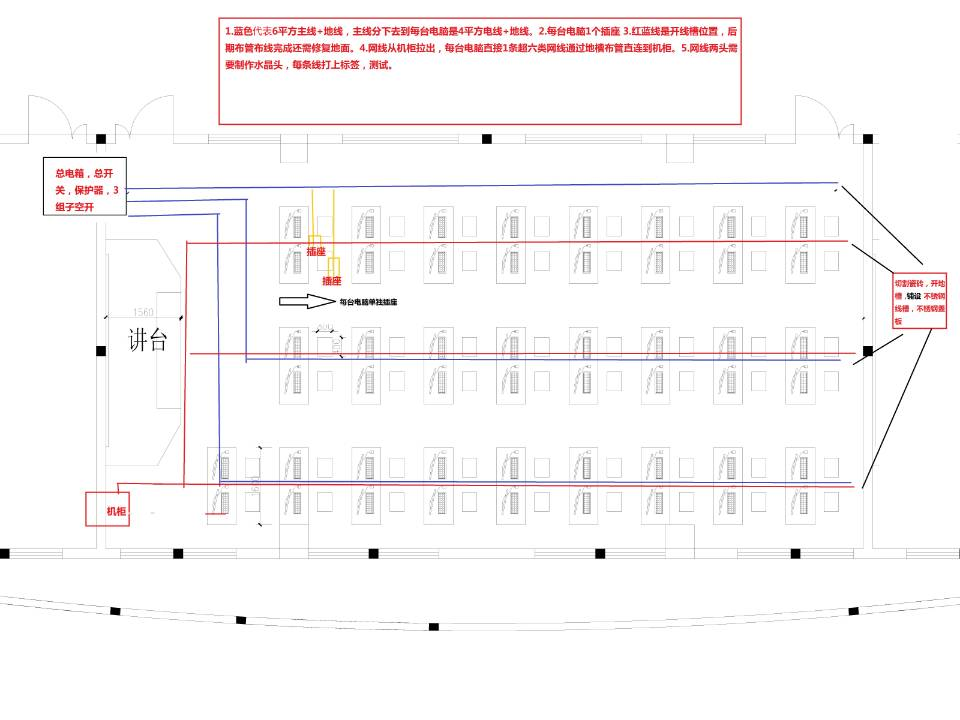 1.蓝色代表6平方主线+地线，主线分下去到每台电脑是4平方电线+地线。2.每台电脑1个插座 3.红蓝线是开线槽位置，后
期布管布线完成还需修复地面。4.网线从机柜拉出，每台电脑直接1条超六类网线通过地槽布管直连到机柜。5.网线两头需
要制作水晶头，每条线打上标签，测试。
总电箱，总开
关，保护器，3
组子空开
插座
插座
每台电脑单独插座
切割瓷砖，开地
槽 ,铺设 不锈钢
线槽，不锈钢盖
板
1560
讲台
机柜